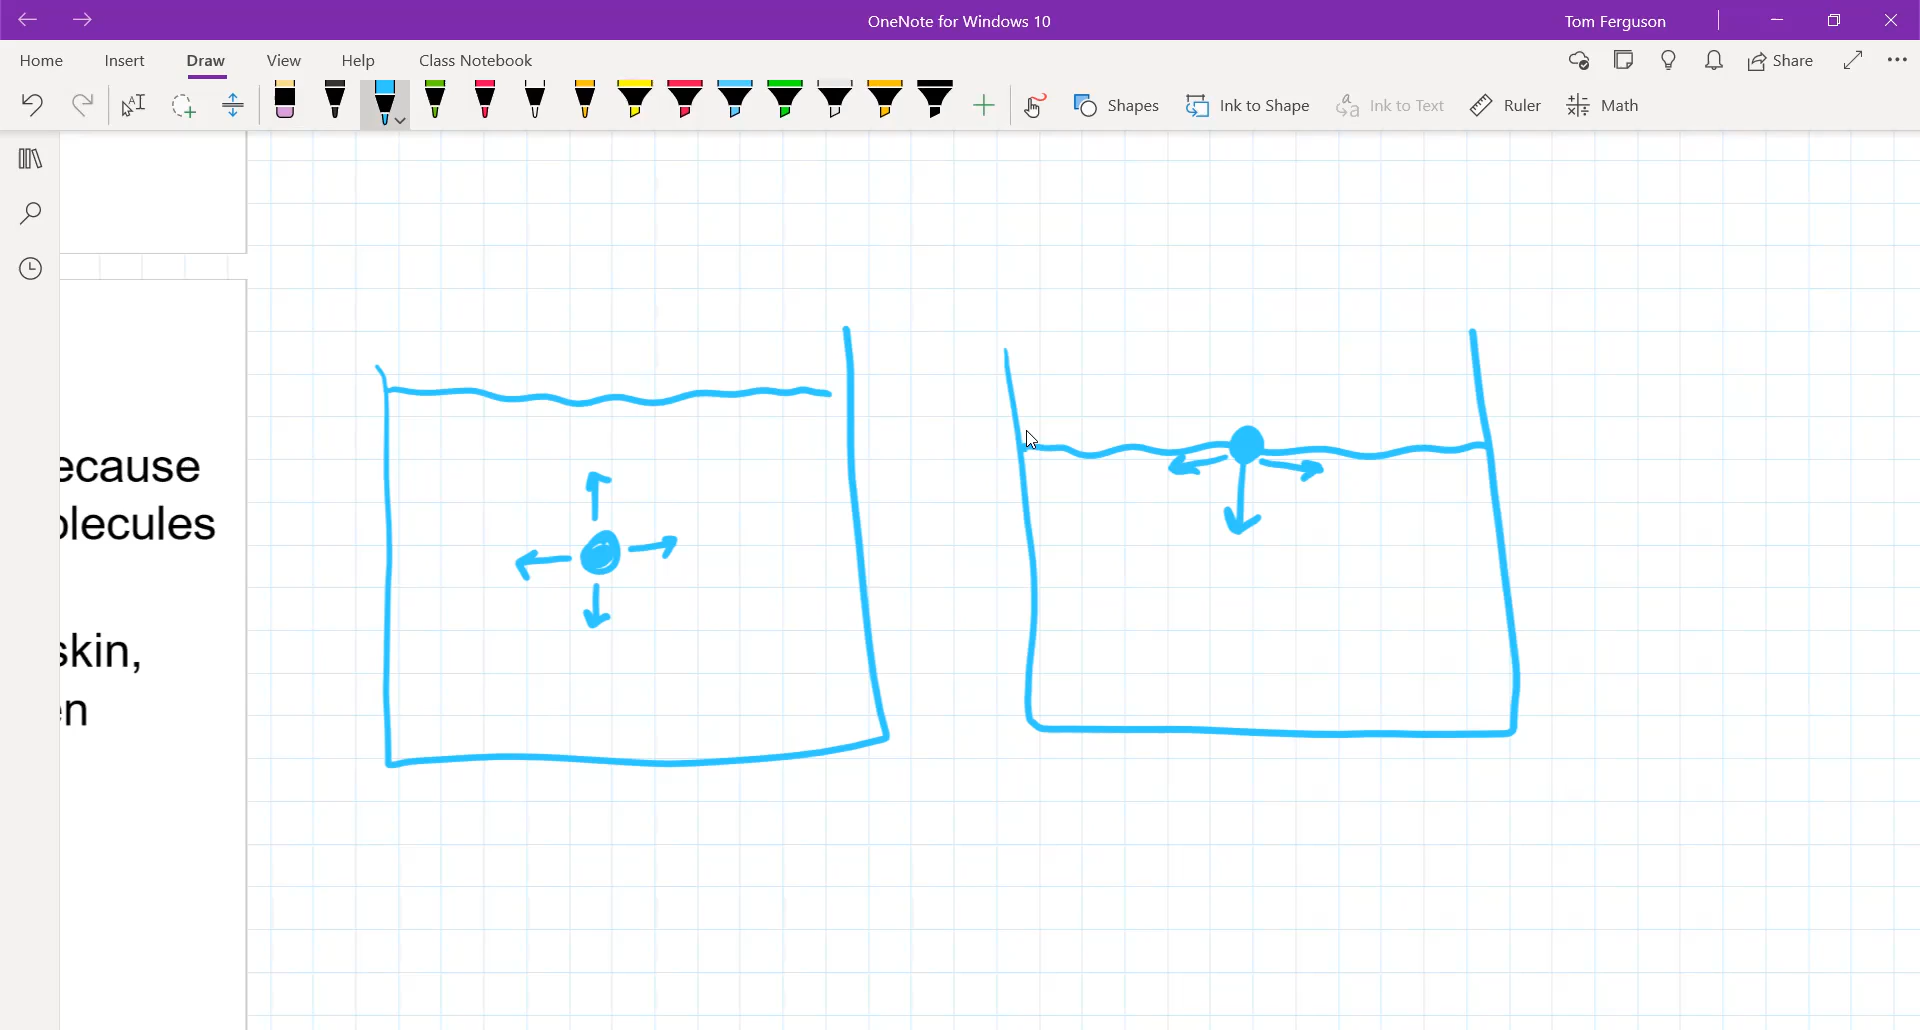 OneNote for Windows 10
Tom Ferguson
Home Insert Draw View Help Class Notebook
Share
Shapes Ink to Shape Ink to Text Ruler Math
ecause
olecules
skin,
en